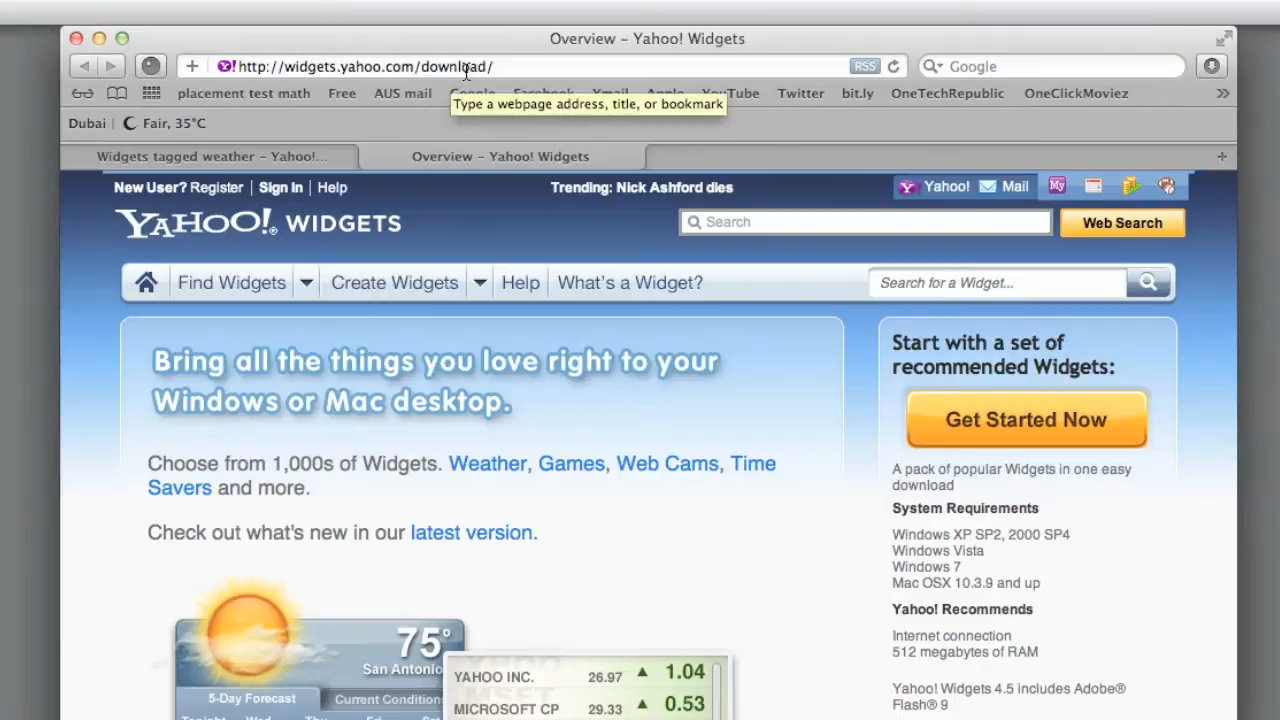 Overview – Yahoo! Widgets
http://widgets.yahoo.com/download/
RSS
Google
placement test math Free AUS mail Google Facebook Ymail Apple YouTube Twitter bit.ly OneTechRepublic OneClickMoviez
Type a webpage address, title, or bookmark
Dubai | Fair, 35°C
Widgets tagged weather – Yahoo!...
Overview – Yahoo! Widgets
New User? Register | Sign In | Help
Trending: Nick Ashford dies
Yahoo! Mail
My
YAHOO!® WIDGETS
Search
Web Search
Find Widgets
Create Widgets
Help
What's a Widget?
Search for a Widget...
Bring all the things you love right to your
Windows or Mac desktop.
Choose from 1,000s of Widgets. Weather, Games, Web Cams, Time
Savers and more.
Check out what's new in our latest version.
75°
San Antonio
5-Day Forecast
Current Condition
YAHOO INC. 26.97 ▲ 1.04
MICROSOFT CP 29.33 ▲ 0.53
Start with a set of
recommended Widgets:
Get Started Now
A pack of popular Widgets in one easy
download
System Requirements
Windows XP SP2, 2000 SP4
Windows Vista
Windows 7
Mac OSX 10.3.9 and up
Yahoo! Recommends
Internet connection
512 megabytes of RAM
Yahoo! Widgets 4.5 includes Adobe®
Flash® 9